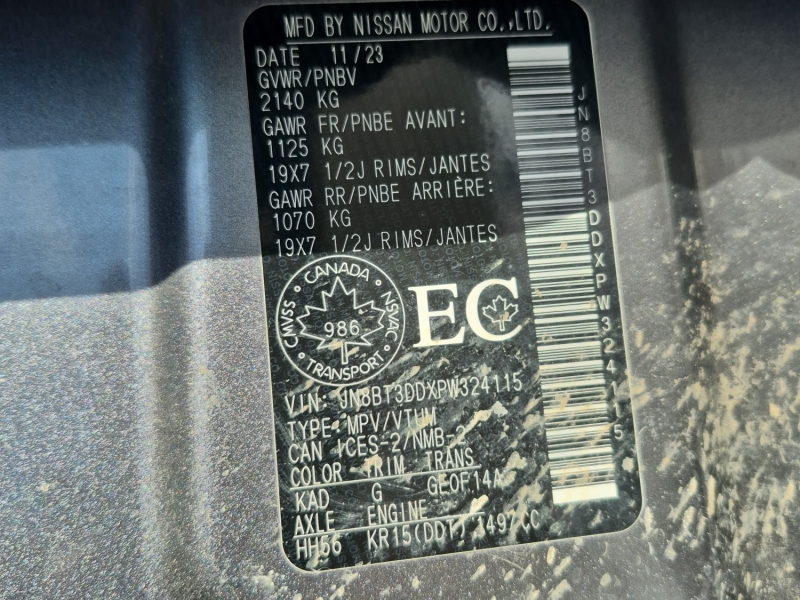 MFD BY NISSAN MOTOR CO.,LTD.
DATE 11/23
GVWR/PNBV
2140 KG
GAWR FR/PNBE AVANT:
1125 KG
19X7 1/2J RIMS/JANTES
GAWR RR/PNBE ARRIÈRE:
1070 KG
19X7 1/2J RIMS/JANTES
CANADA
CMVSS NSVAC
986
TRANSPORT
EC
VIN: JN8BT3DDXPW324115
TYPE: MPV/VTUM
CAN ICES-2/NMB-2
COLOR TRIM TRANS
KAD G GE0F14A
AXLE ENGINE
HH56 KR15(DDT) 1497CC
JN8BT3DDXPW324115